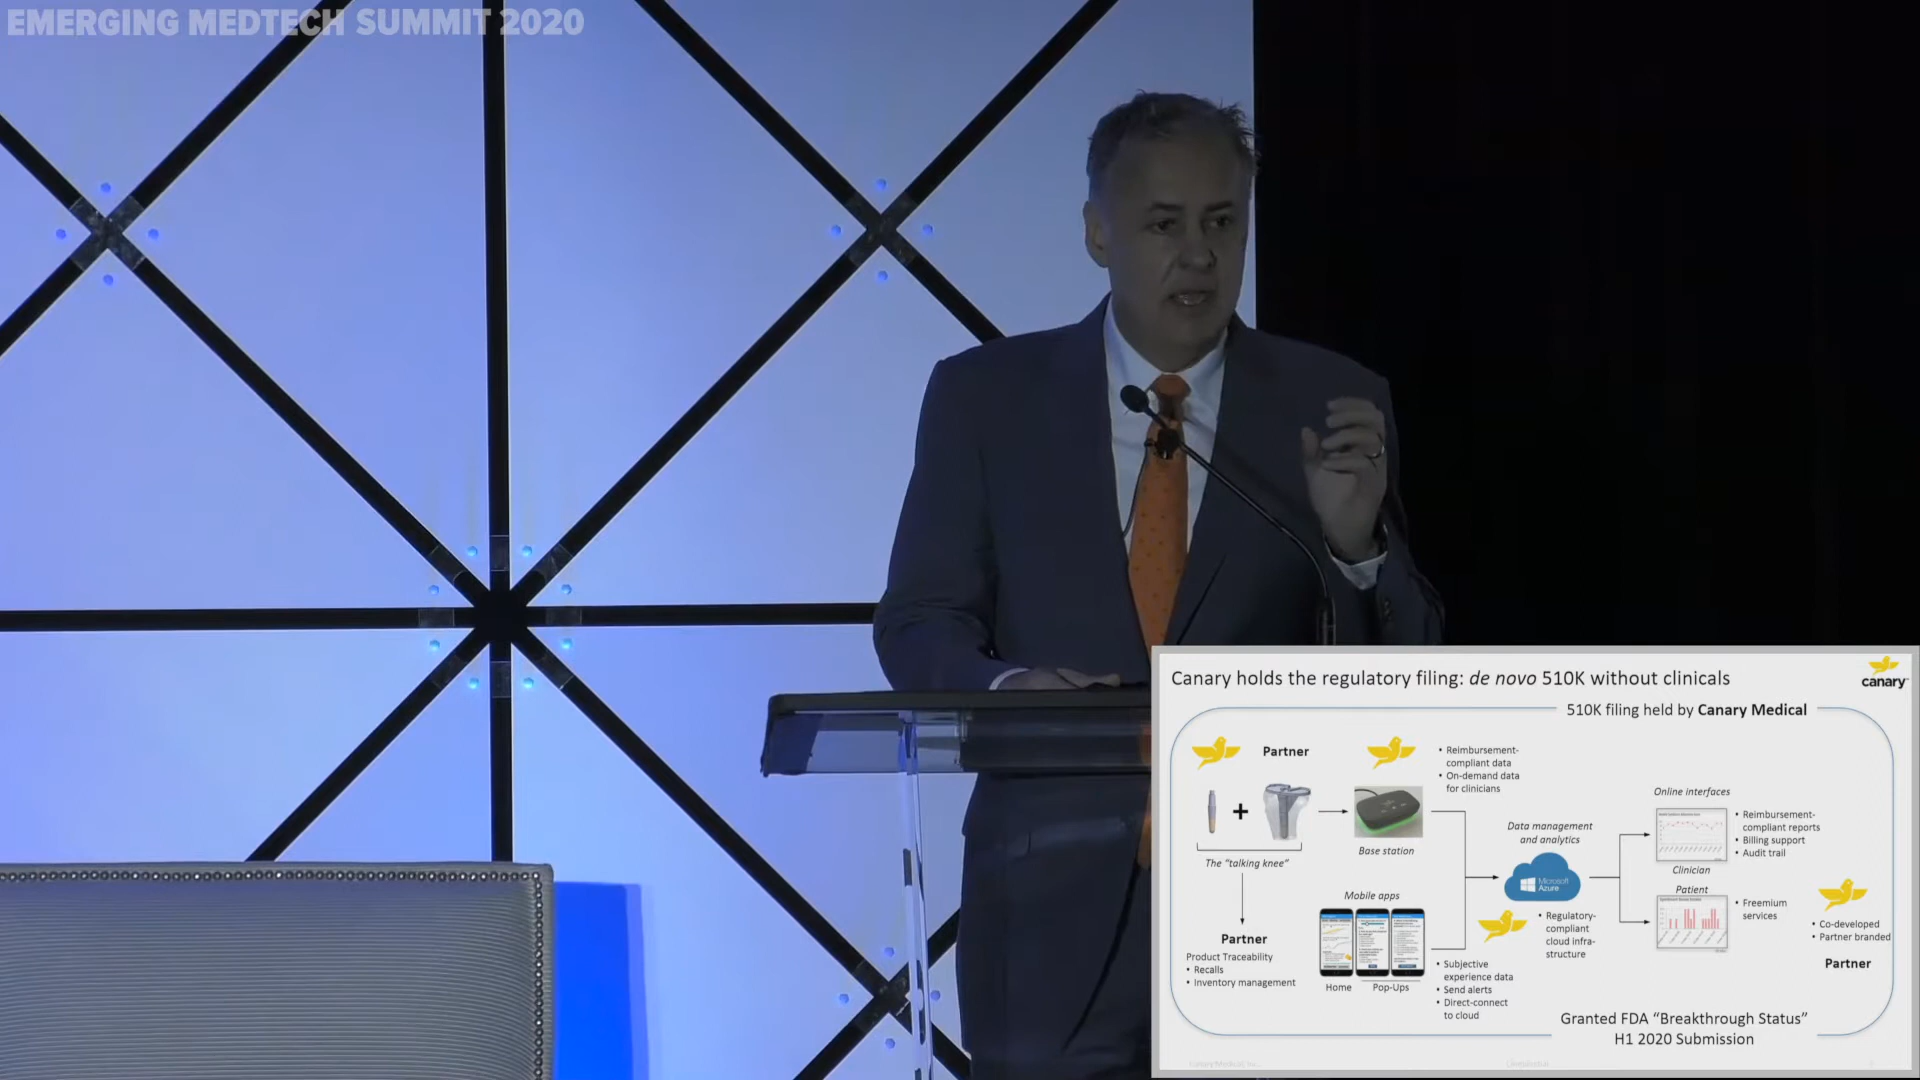 EMERGING MEDTECH SUMMIT 2020
Canary holds the regulatory filing: de novo 510K without clinicals
canary
510K filing held by Canary Medical
Partner
• Reimbursement-
compliant data
• On-demand data
for clinicians
+
Base station
The "talking knee"
Partner
Product Traceability
• Recalls
• Inventory management
Mobile apps
Home
Pop-Ups
• Subjective
experience data
• Send alerts
• Direct-connect
to cloud
Data management
and analytics
Microsoft
Azure
• Regulatory-
compliant
cloud infra-
structure
Online interfaces
• Reimbursement-
compliant reports
• Billing support
• Audit trail
Clinician
Patient
• Freemium
services
• Co-developed
• Partner branded
Partner
Granted FDA "Breakthrough Status"
H1 2020 Submission